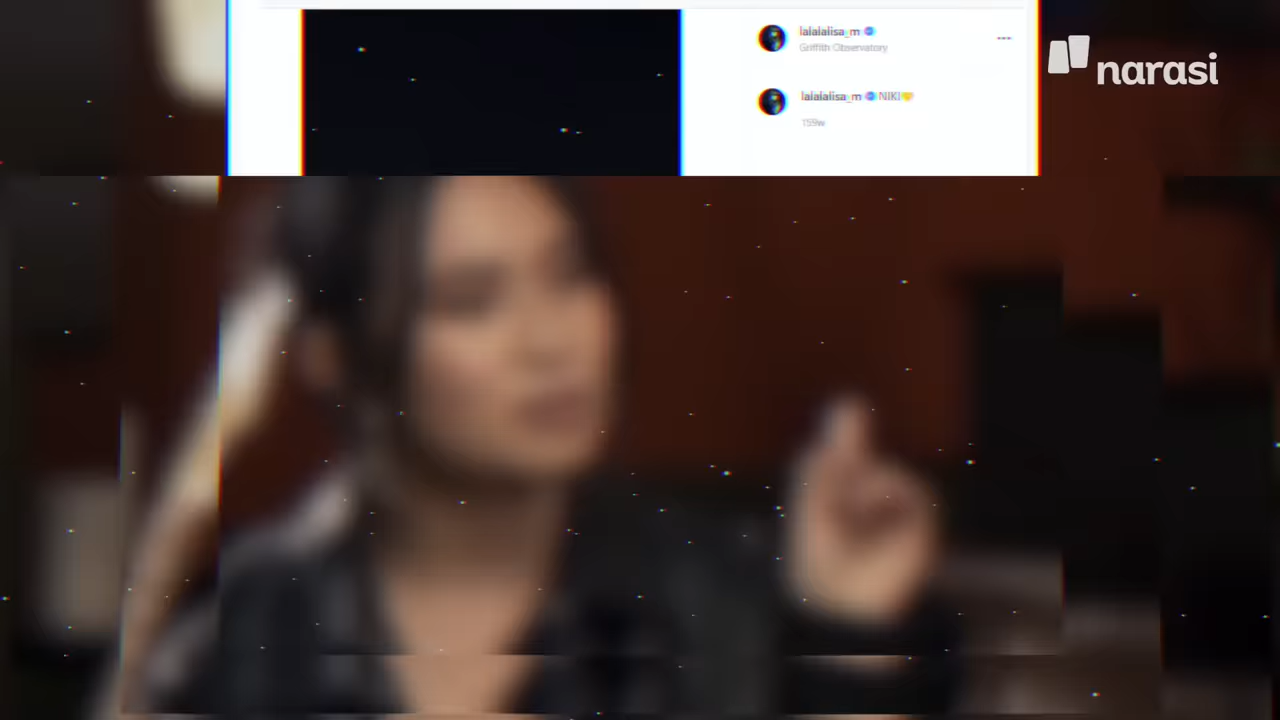 lalalalisa_m
Griffith Observatory
narasi
lalalalisa_m NIKI💛
159w